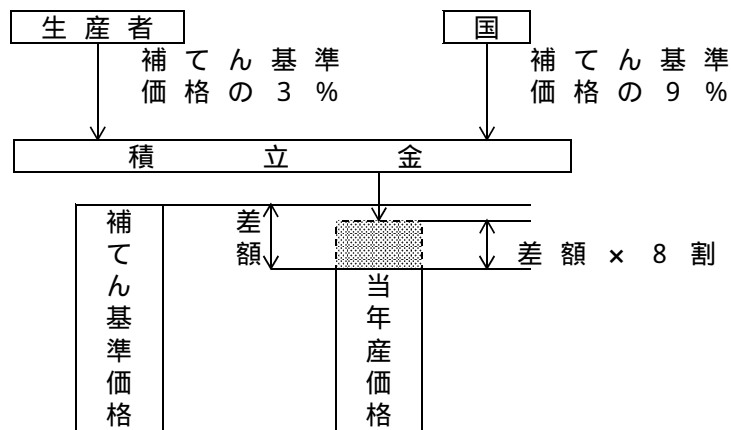 生産者
国
補てん基準
価格の3%
補てん基準
価格の9%
積立金
補てん基準価格
差額
当年産価格
差額×8割